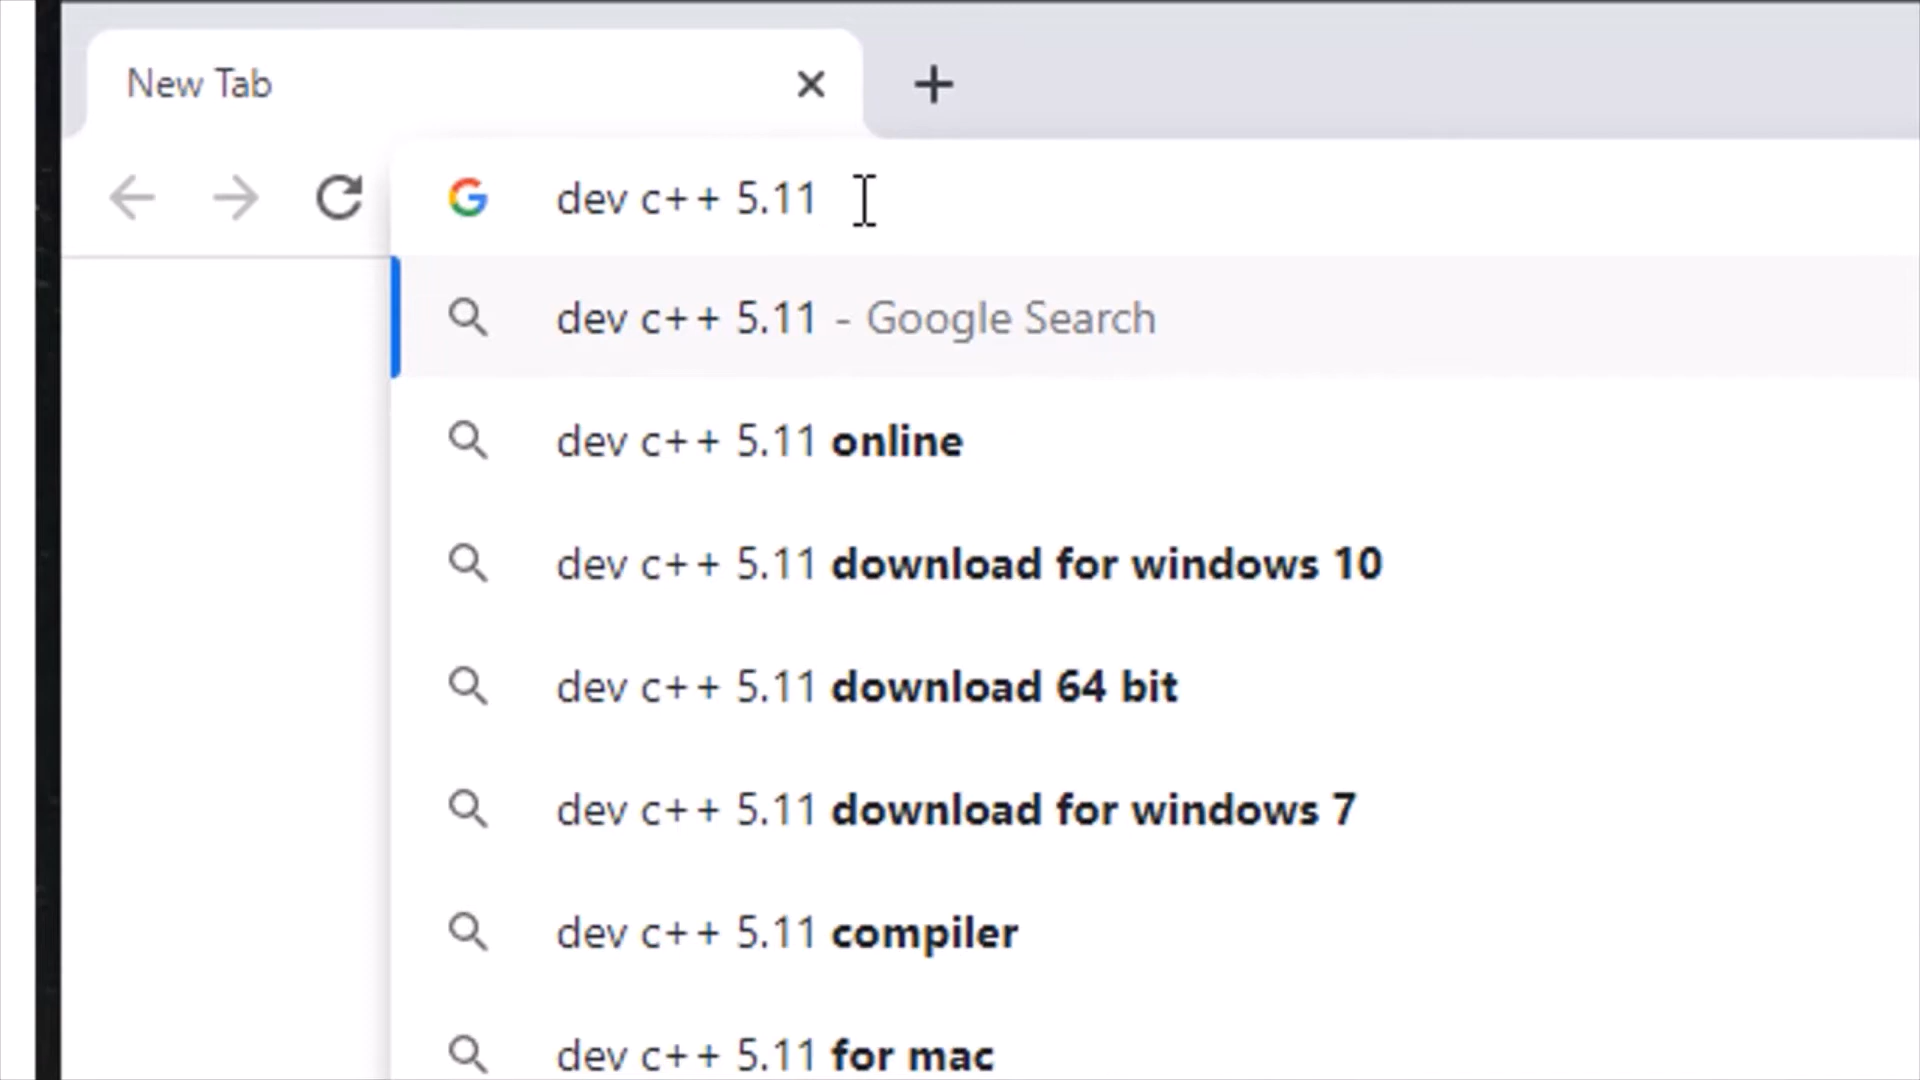 New Tab
dev c++ 5.11
dev c++ 5.11 - Google Search
dev c++ 5.11 online
dev c++ 5.11 download for windows 10
dev c++ 5.11 download 64 bit
dev c++ 5.11 download for windows 7
dev c++ 5.11 compiler
dev c++ 5.11 for mac